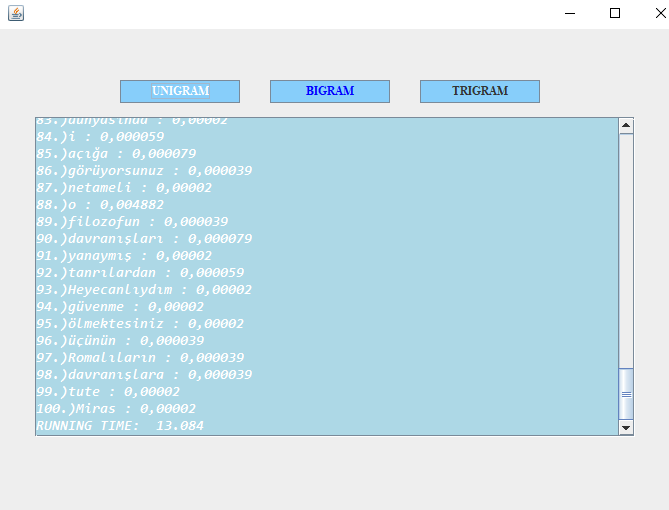 UNIGRAM BIGRAM TRIGRAM
83.)dünyasında : 0,00002
84.)i : 0,000059
85.)açığa : 0,000079
86.)görüyorsunuz : 0,000039
87.)netameli : 0,00002
88.)o : 0,004882
89.)filozofun : 0,000039
90.)davranışları : 0,000079
91.)yanaymış : 0,00002
92.)tanrılardan : 0,000059
93.)Heyecanlıydım : 0,00002
94.)güvenme : 0,00002
95.)ölmektesiniz : 0,00002
96.)üçünün : 0,000039
97.)Romalıların : 0,000039
98.)davranışlara : 0,000039
99.)tute : 0,00002
100.)Miras : 0,00002
RUNNING TIME:  13.084